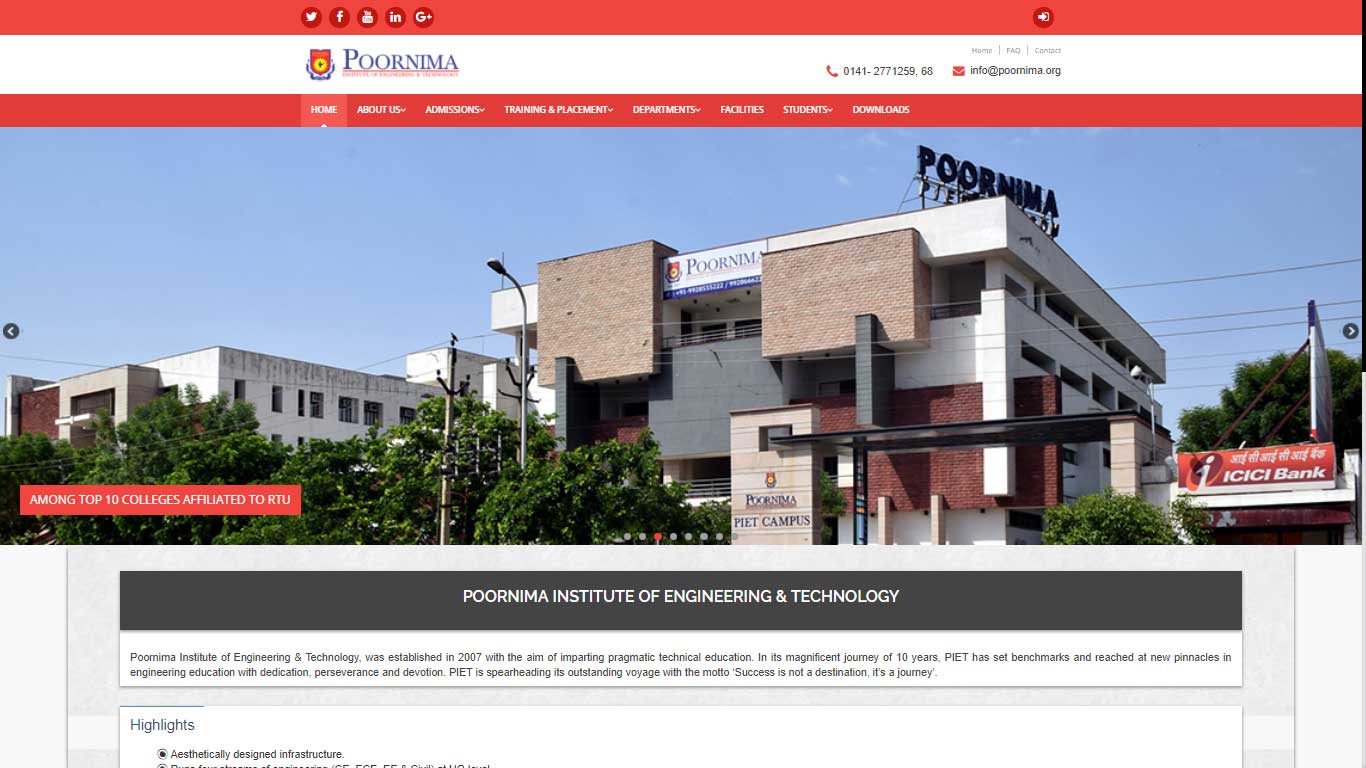 POORNIMA
INSTITUTE OF ENGINEERING & TECHNOLOGY
Home
FAQ
Contact
0141- 2771259, 68
info@poornima.org
HOME
ABOUT US
ADMISSIONS
TRAINING & PLACEMENT
DEPARTMENTS
FACILITIES
STUDENTS
DOWNLOADS
POORNIMA
POORNIMA
आई सी आई सी आई बैंक
ICICI Bank
POORNIMA
PIET CAMPUS
AMONG TOP 10 COLLEGES AFFILIATED TO RTU
POORNIMA INSTITUTE OF ENGINEERING & TECHNOLOGY
Poornima Institute of Engineering & Technology, was established in 2007 with the aim of imparting pragmatic technical education. In its magnificent journey of 10 years, PIET has set benchmarks and reached at new pinnacles in
engineering education with dedication, perseverance and devotion. PIET is spearheading its outstanding voyage with the motto ‘Success is not a destination, it’s a journey’.
Highlights
Aesthetically designed infrastructure.